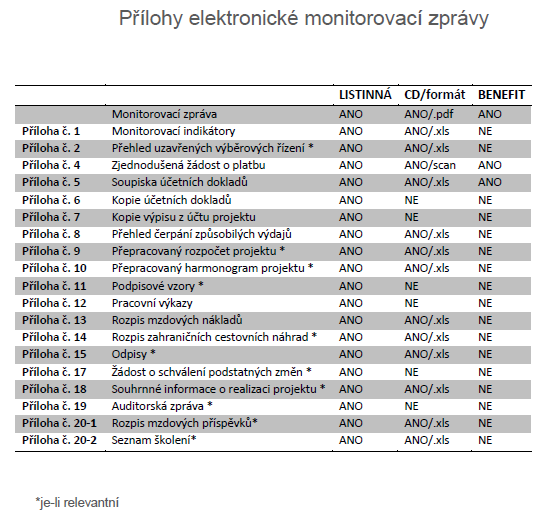 Přílohy elektronické monitorovací zprávy
LISTINNÁ CD/formát BENEFIT
Monitorovací zpráva ANO ANO/.pdf ANO
Příloha č. 1 Monitorovací indikátory ANO ANO/.xls NE
Příloha č. 2 Přehled uzavřených výběrových řízení * ANO ANO/.xls NE
Příloha č. 4 Zjednodušená žádost o platbu ANO ANO/scan ANO
Příloha č. 5 Soupiska účetních dokladů ANO ANO/.xls ANO
Příloha č. 6 Kopie účetních dokladů ANO NE NE
Příloha č. 7 Kopie výpisu z účtu projektu ANO NE NE
Příloha č. 8 Přehled čerpání způsobilých výdajů ANO ANO/.xls NE
Příloha č. 9 Přepracovaný rozpočet projektu * ANO ANO/.xls NE
Příloha č. 10 Přepracovaný harmonogram projektu * ANO ANO/.xls NE
Příloha č. 11 Podpisové vzory * ANO NE NE
Příloha č. 12 Pracovní výkazy ANO NE NE
Příloha č. 13 Rozpis mzdových nákladů ANO ANO/.xls NE
Příloha č. 14 Rozpis zahraničních cestovních náhrad * ANO ANO/.xls NE
Příloha č. 15 Odpisy * ANO ANO/.xls NE
Příloha č. 17 Žádost o schválení podstatných změn * ANO NE NE
Příloha č. 18 Souhrnné informace o realizaci projektu * ANO ANO/.xls NE
Příloha č. 19 Auditorská zpráva * ANO NE NE
Příloha č. 20-1 Rozpis mzdových příspěvků* ANO ANO/.xls NE
Příloha č. 20-2 Seznam školení* ANO ANO/.xls NE
*je-li relevantní